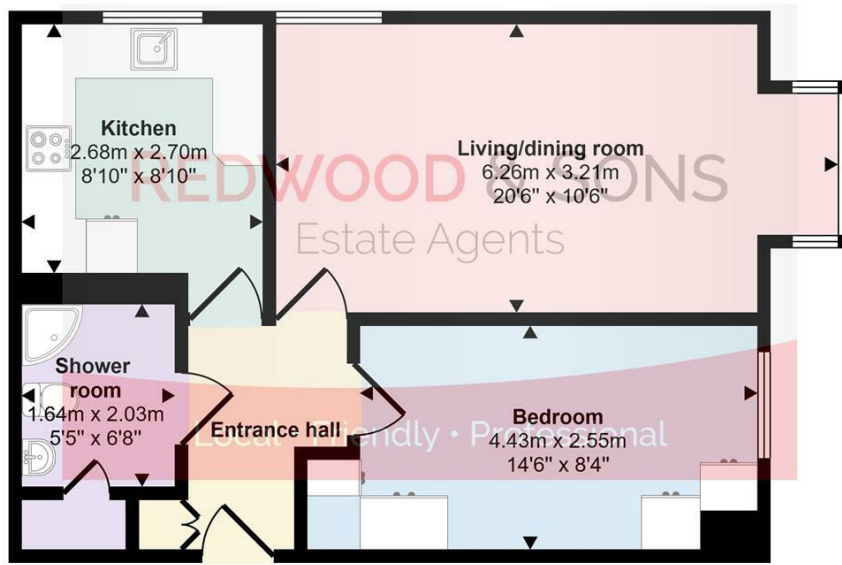 Kitchen
2.68m x 2.70m
8'10" x 8'10"
Living/dining room
6.26m x 3.21m
20'6" x 10'6"
REDWOOD & SONS
Estate Agents
Shower
room
1.64m x 2.03m
5'5" x 6'8"
Entrance hall
Bedroom
4.43m x 2.55m
14'6" x 8'4"
Local • Friendly • Professional